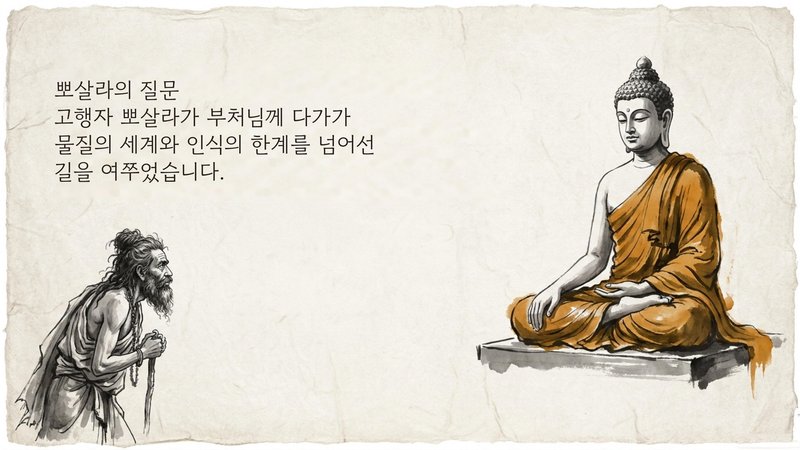 뽀살라의 질문
고행자 뽀살라가 부처님께 다가가
물질의 세계와 인식의 한계를 넘어선
길을 여쭈었습니다.